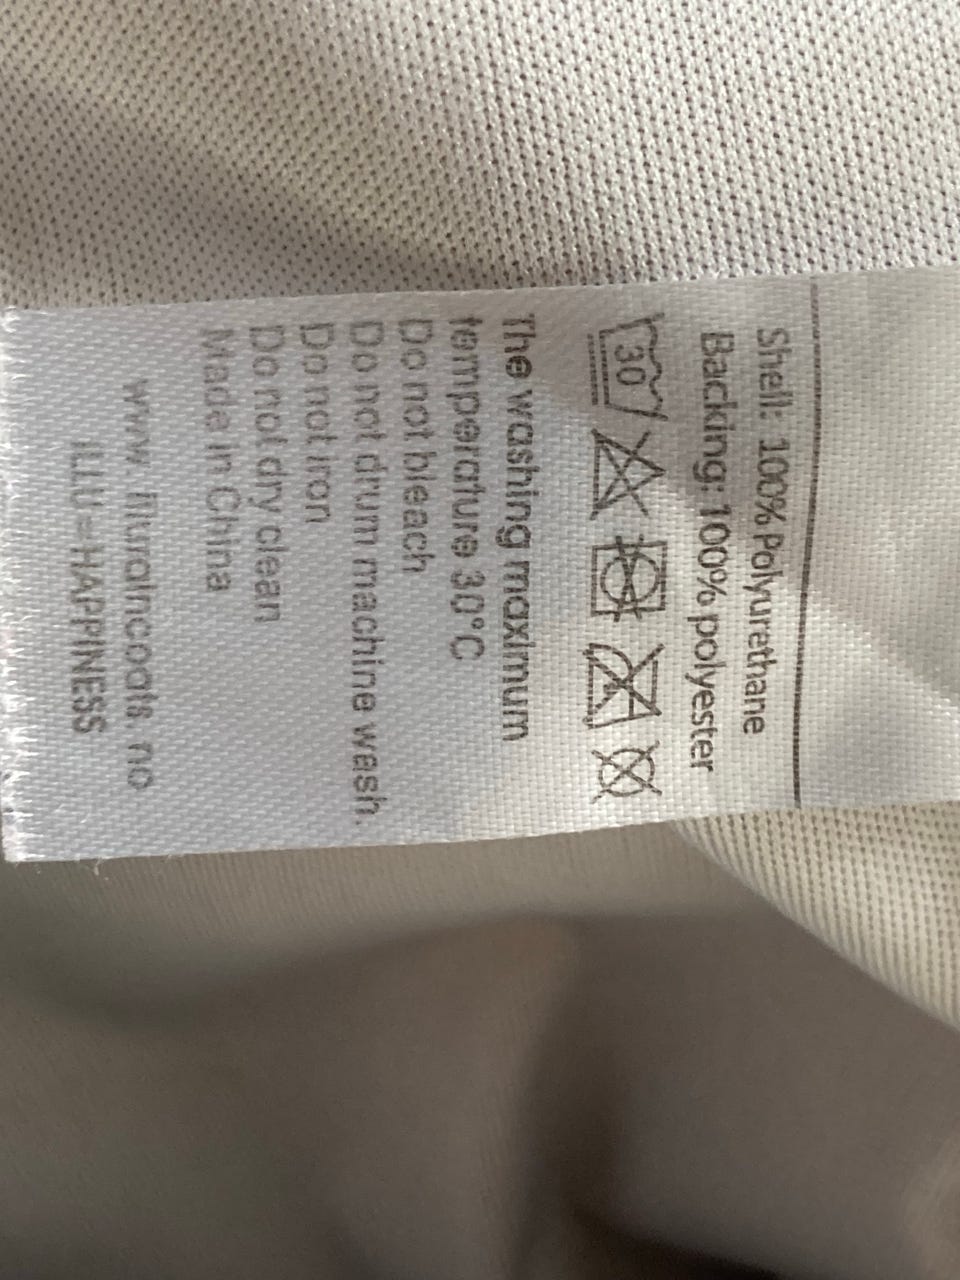 Shell: 100% Polyurethane
Backing: 100% polyester
30
The washing maximum
temperature 30°C
Do not bleach
Do not drum machine wash.
Do not iron
Do not dry clean
Made in China
www.illuraincoats.no
ILLU=HAPPINESS